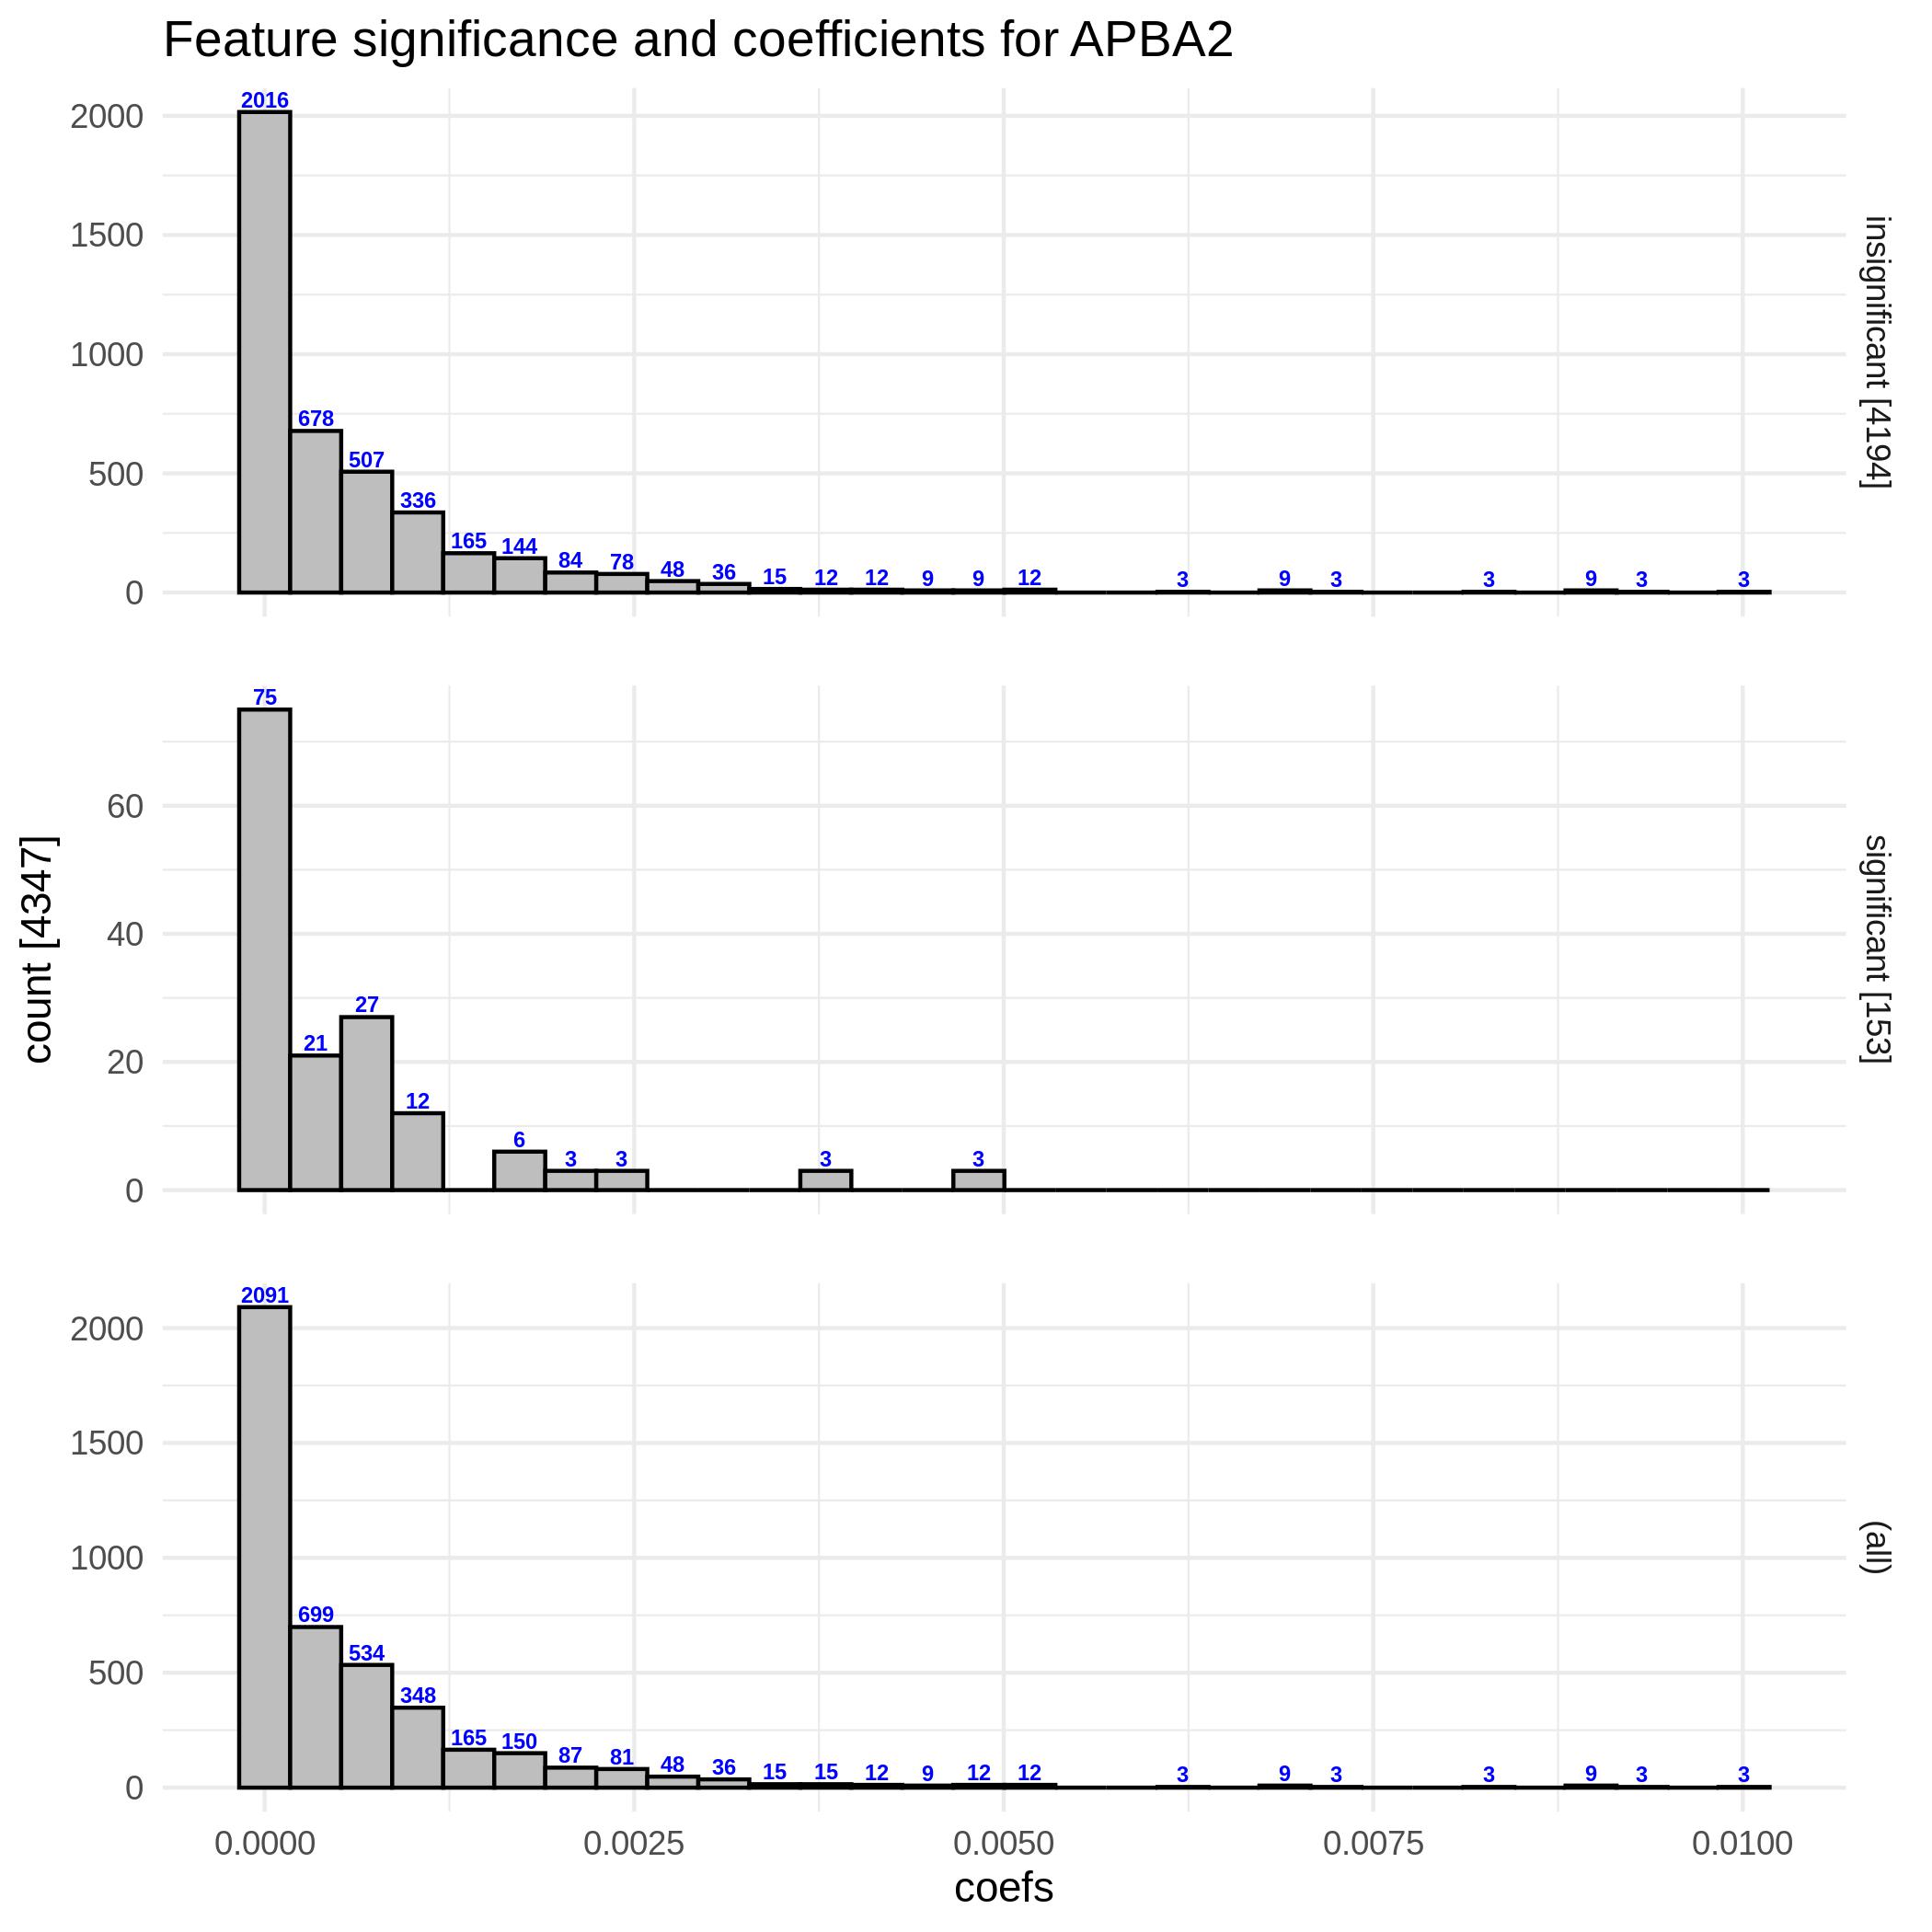 Feature significance and coefficients for APBA2
2016
2000
1500
1000
678
507
500
336
165 144 84 78 48 36 15 12 12 9 9 12 3 9 3 3 9 3 3
0
insignificant [4194]
75
60
40
27
21
20
12
6 3 3 3 3
0
significant [153]
count [4347]
2091
2000
1500
1000
699
534
500
348
165 150 87 81 48 36 15 15 12 9 12 12 3 9 3 3 9 3 3
0
(all)
0.0000 0.0025 0.0050 0.0075 0.0100
coefs